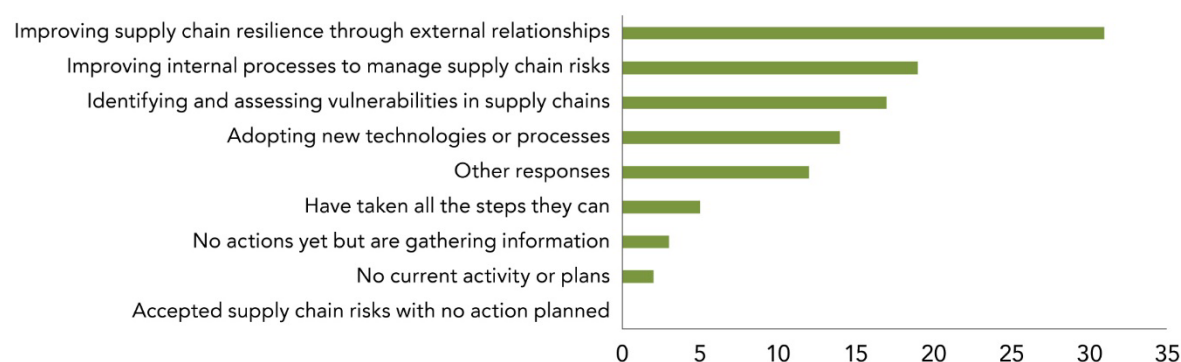 Improving supply chain resilience through external relationships
Improving internal processes to manage supply chain risks
Identifying and assessing vulnerabilities in supply chains
Adopting new technologies or processes
Other responses
Have taken all the steps they can
No actions yet but are gathering information
No current activity or plans
Accepted supply chain risks with no action planned
0 5 10 15 20 25 30 35